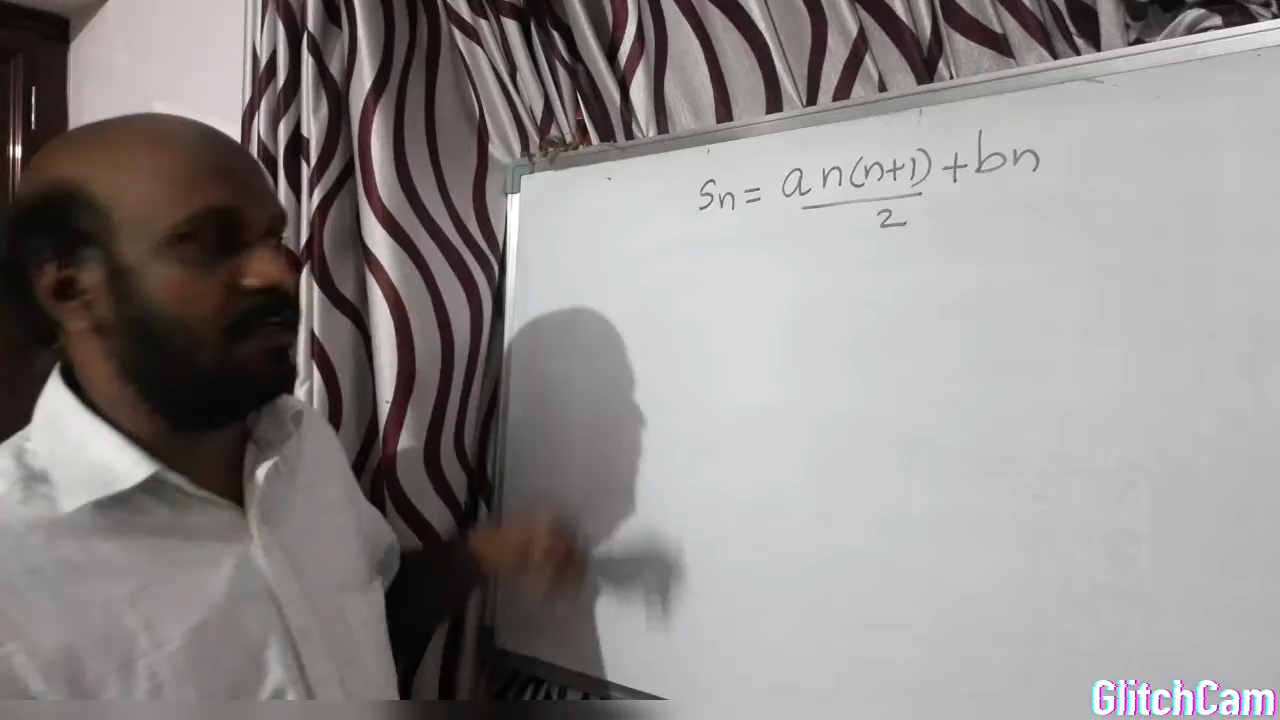 Sn = a n(n+1)/2 + bn
GlitchCam